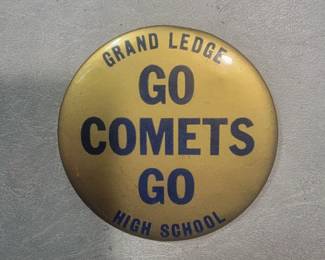 GRAND LEDGE
GO
COMETS
GO
HIGH SCHOOL